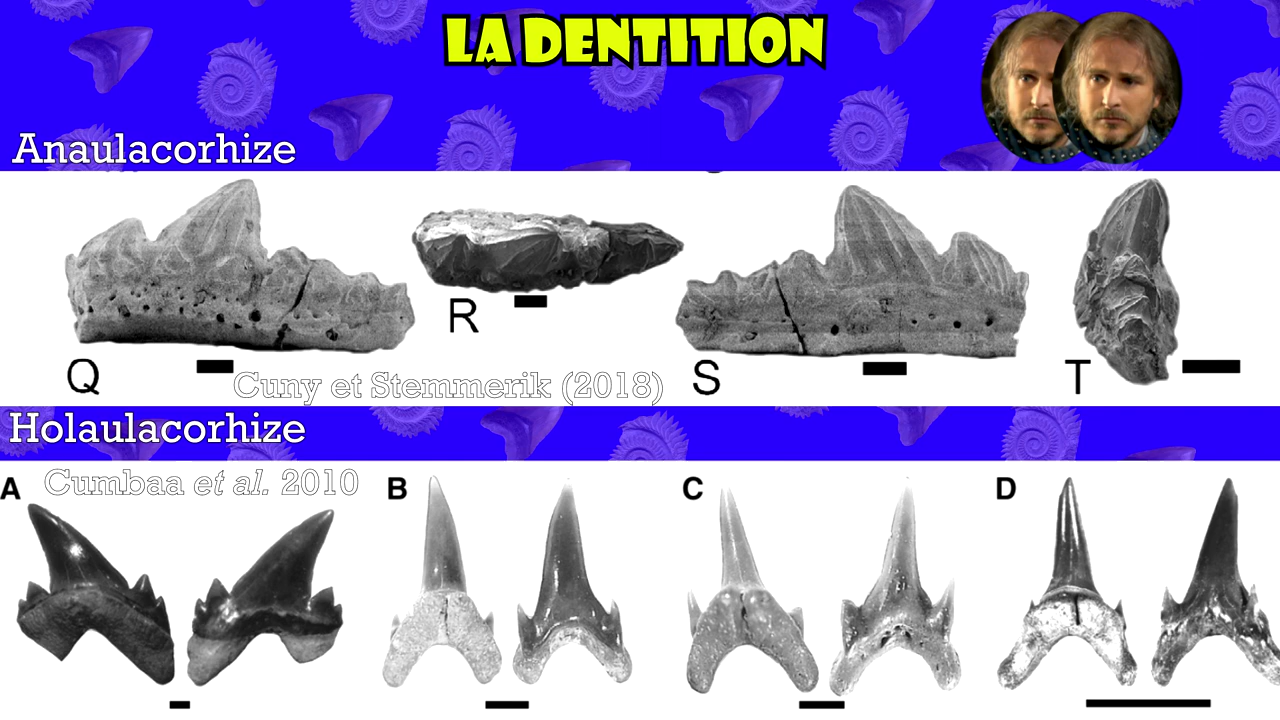 LA DENTITION
Anaulacorhize
Q
R
S
T
Cuny et Stemmerik (2018)
Holaulacorhize
Cumbaa et al. 2010
A
B
C
D